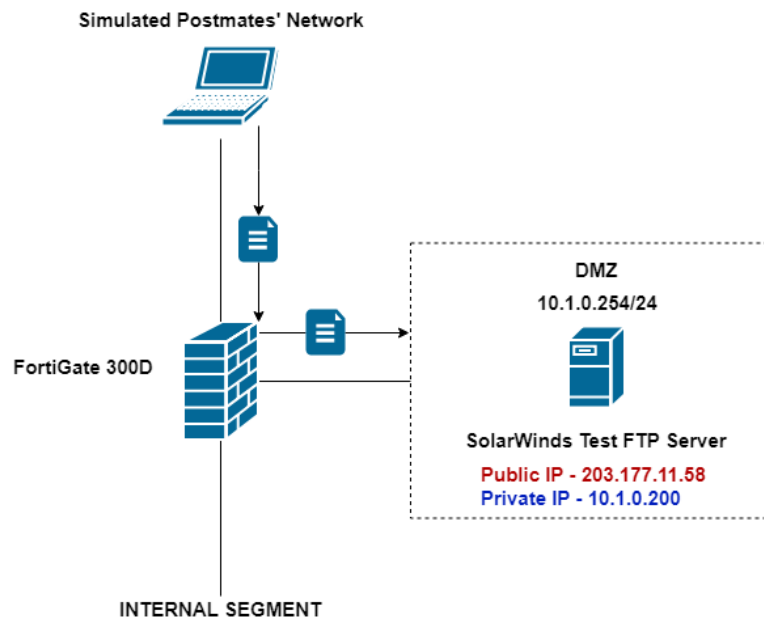 Simulated Postmates' Network
DMZ
10.1.0.254/24
FortiGate 300D
SolarWinds Test FTP Server
Public IP - 203.177.11.58
Private IP - 10.1.0.200
INTERNAL SEGMENT